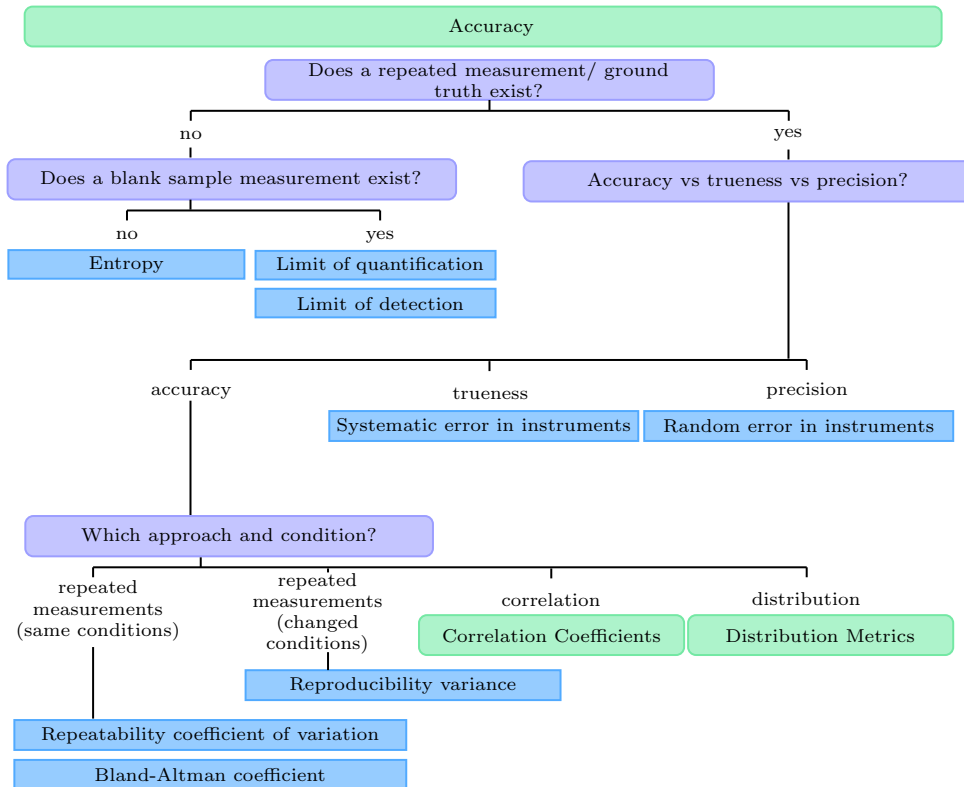 Accuracy
Does a repeated measurement/ ground
truth exist?
no
yes
Does a blank sample measurement exist?
Accuracy vs trueness vs precision?
no
yes
Entropy
Limit of quantification
Limit of detection
accuracy
trueness
precision
Systematic error in instruments
Random error in instruments
Which approach and condition?
repeated
measurements
(same conditions)
repeated
measurements
(changed
conditions)
correlation
distribution
Correlation Coefficients
Distribution Metrics
Reproducibility variance
Repeatability coefficient of variation
Bland-Altman coefficient